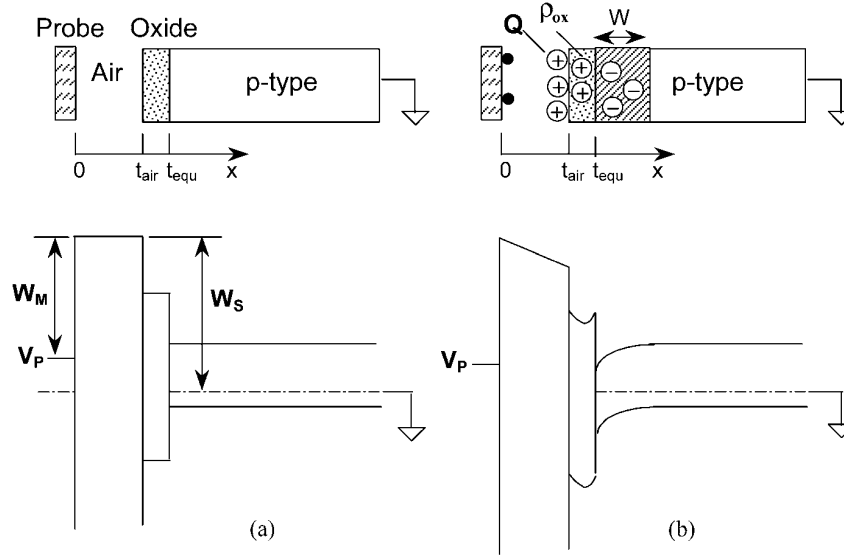 Probe Oxide
Air
p-type
0 t_air t_equ x
Q ρ_ox W
+ + + + +
− − −
p-type
0 t_air t_equ x
W_M
W_S
V_P
(a)
V_P
(b)